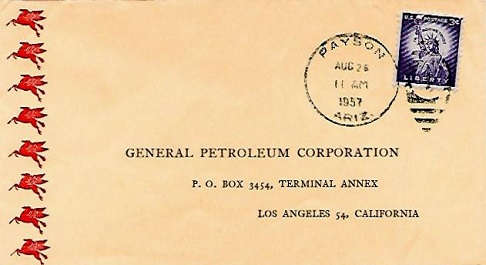 PAYSON
AUG 26
11 AM
1957
ARIZ.
U.S. POSTAGE 3¢
LIBERTY
GENERAL PETROLEUM CORPORATION
P. O. BOX 3454, TERMINAL ANNEX
LOS ANGELES 54, CALIFORNIA